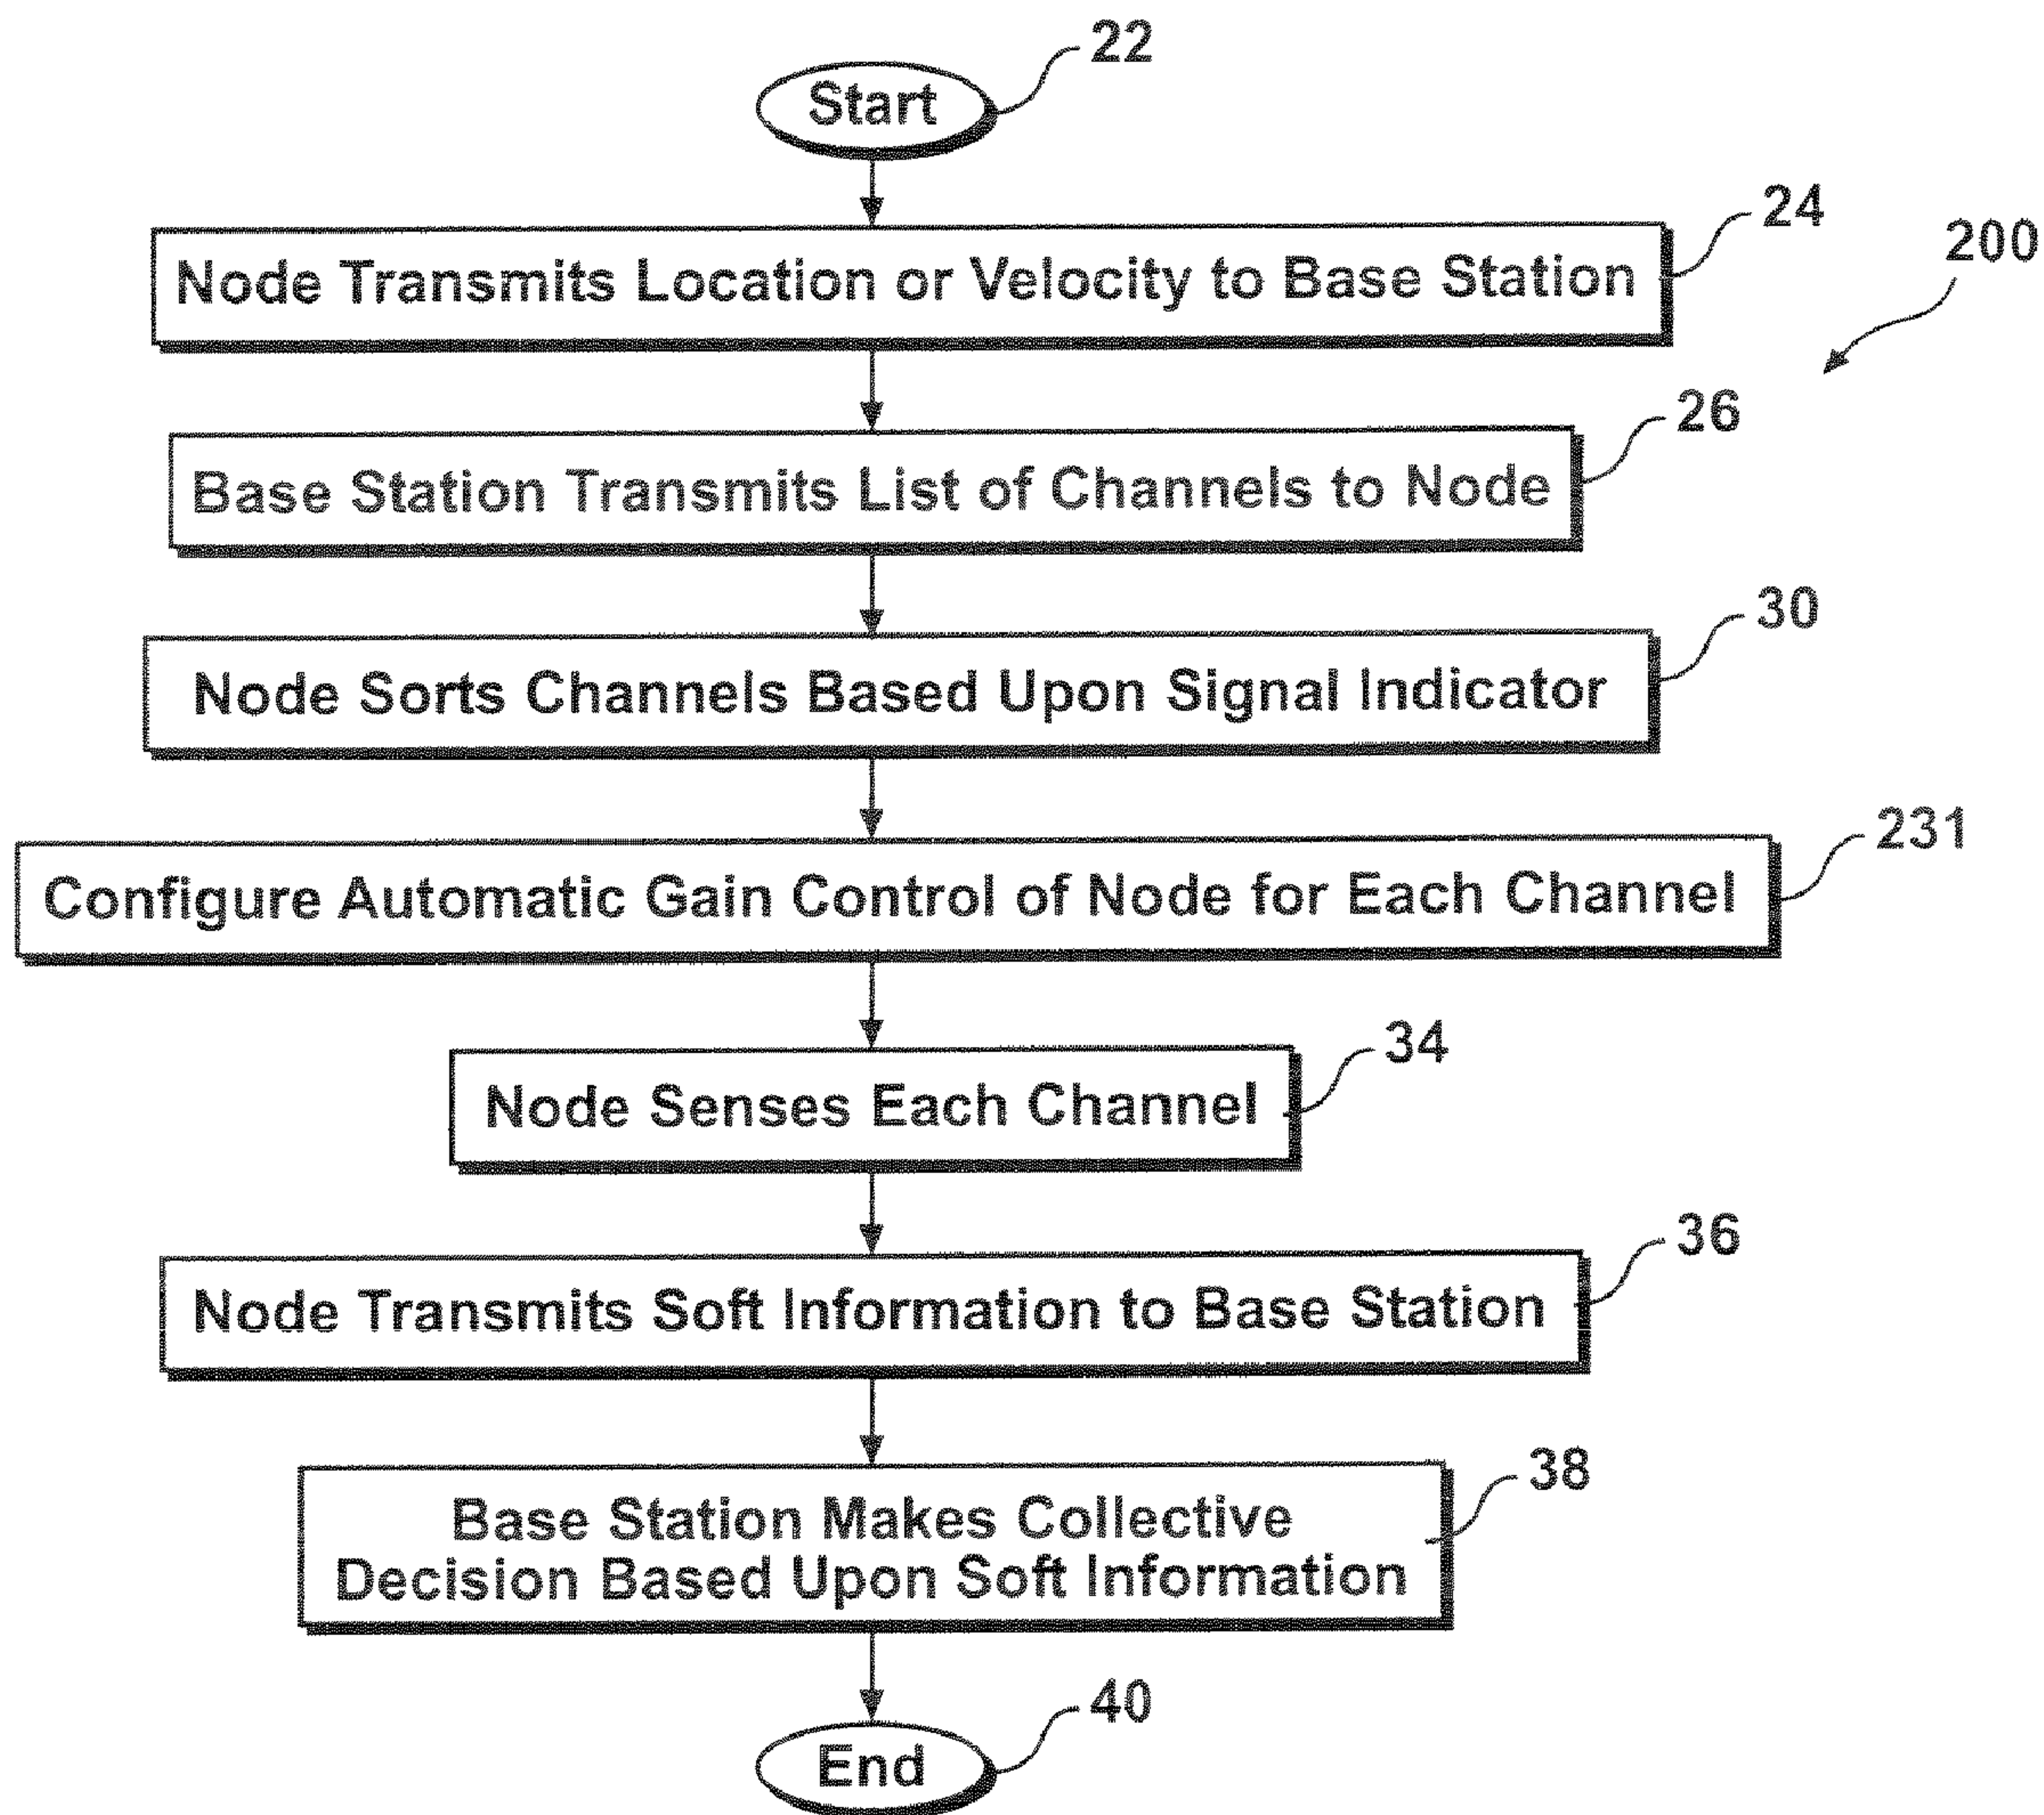 22
Start
24
200
Node Transmits Location or Velocity to Base Station
26
Base Station Transmits List of Channels to Node
30
Node Sorts Channels Based Upon Signal Indicator
231
Configure Automatic Gain Control of Node for Each Channel
34
Node Senses Each Channel
36
Node Transmits Soft Information to Base Station
38
Base Station Makes Collective
Decision Based Upon Soft Information
40
End